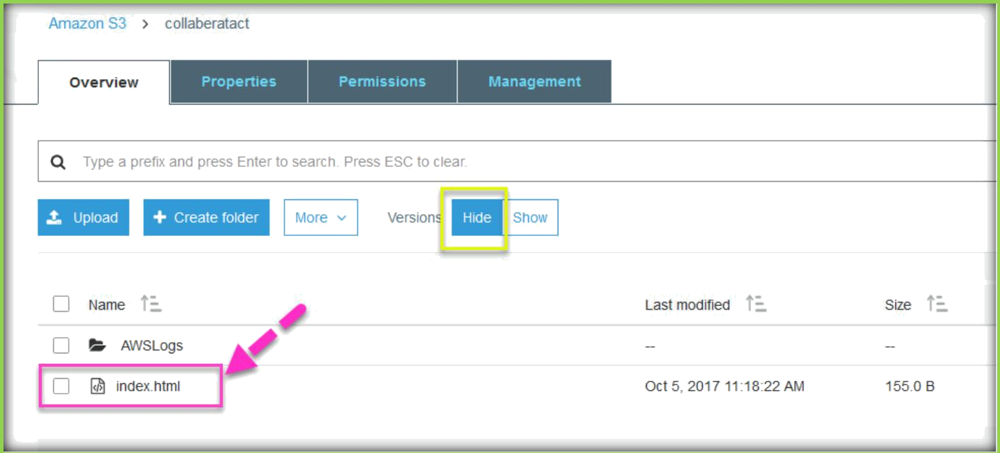 Amazon S3 > collaberatact
Overview Properties Permissions Management
Type a prefix and press Enter to search. Press ESC to clear.
Upload Create folder More Versions Hide Show
Name Last modified Size
AWSLogs -- --
index.html Oct 5, 2017 11:18:22 AM 155.0 B